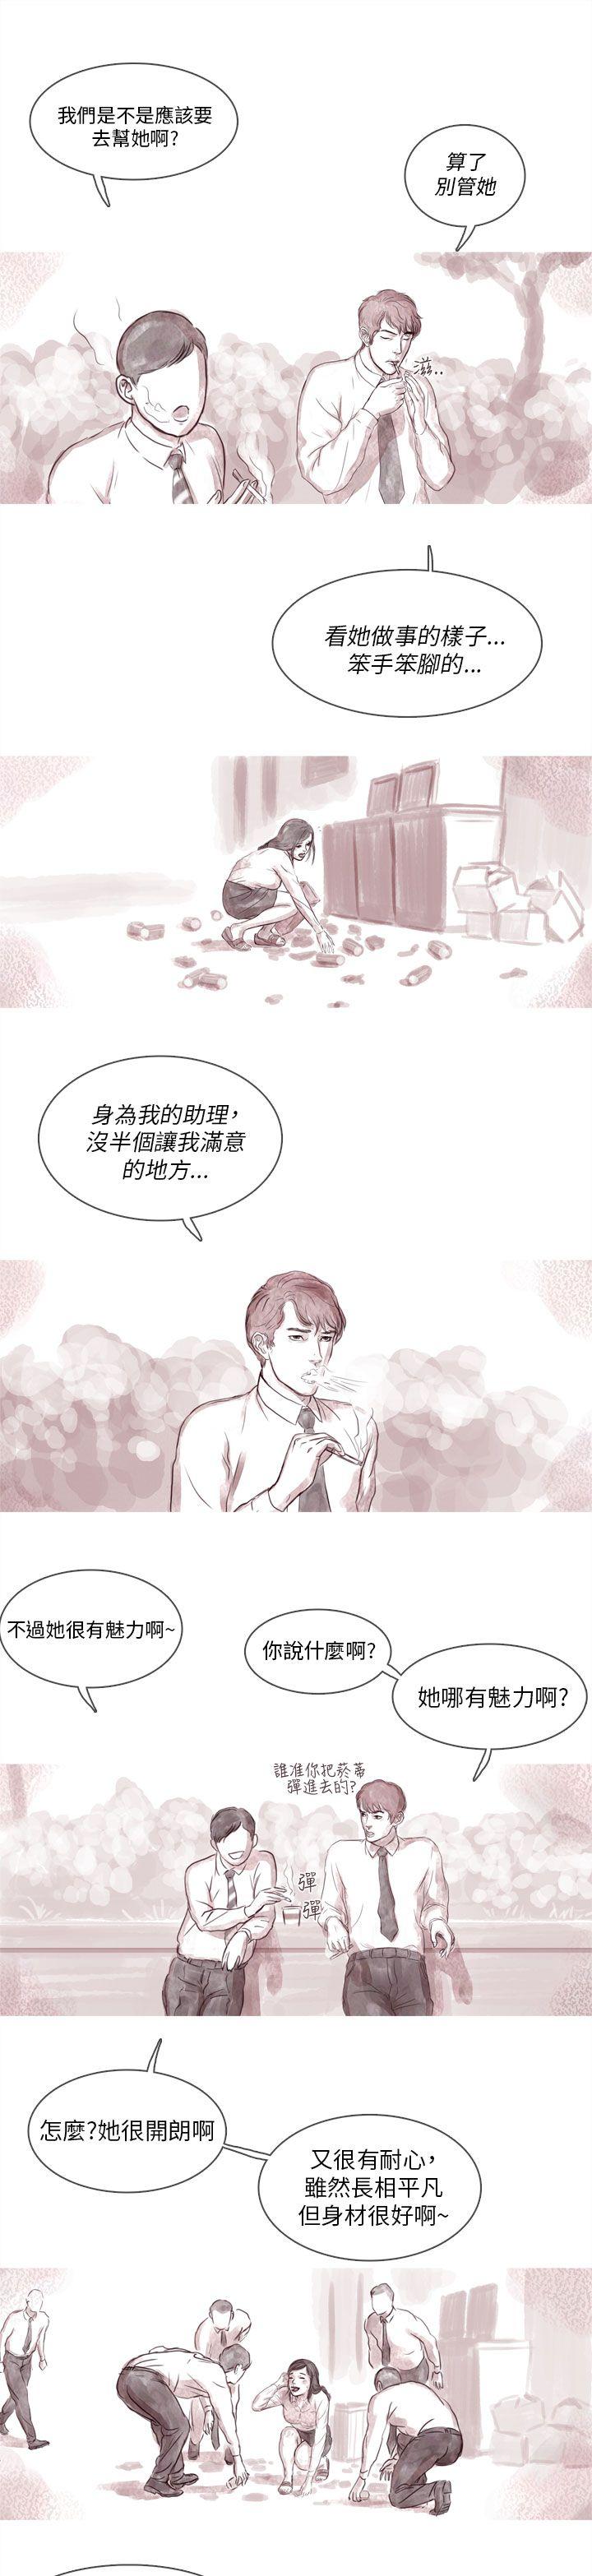 我們是不是應該要
去幫她啊?
算了
別管她
滋..
看她做事的樣子...
笨手笨腳的...
身為我的助理,
沒半個讓我滿意
的地方...
不過她很有魅力啊~
你說什麼啊?
她哪有魅力啊?
誰准你把菸蒂
彈進去的?
彈
彈
怎麼?她很開朗啊
又很有耐心,
雖然長相平凡
但身材很好啊~